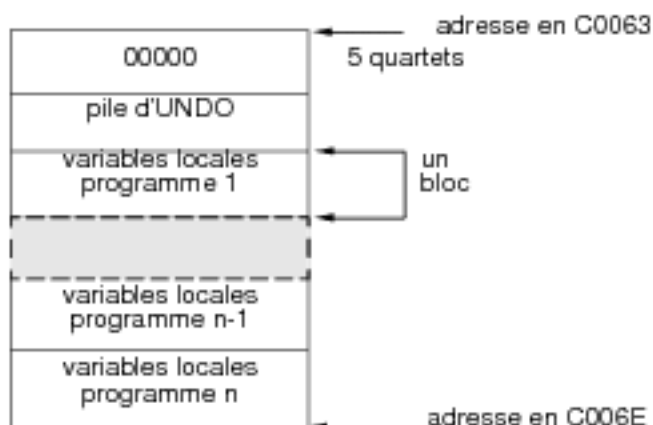 adresse en C0063
00000
5 quartets
pile d'UNDO
variables locales
programme 1
un
bloc
variables locales
programme n-1
variables locales
programme n
adresse en C006E